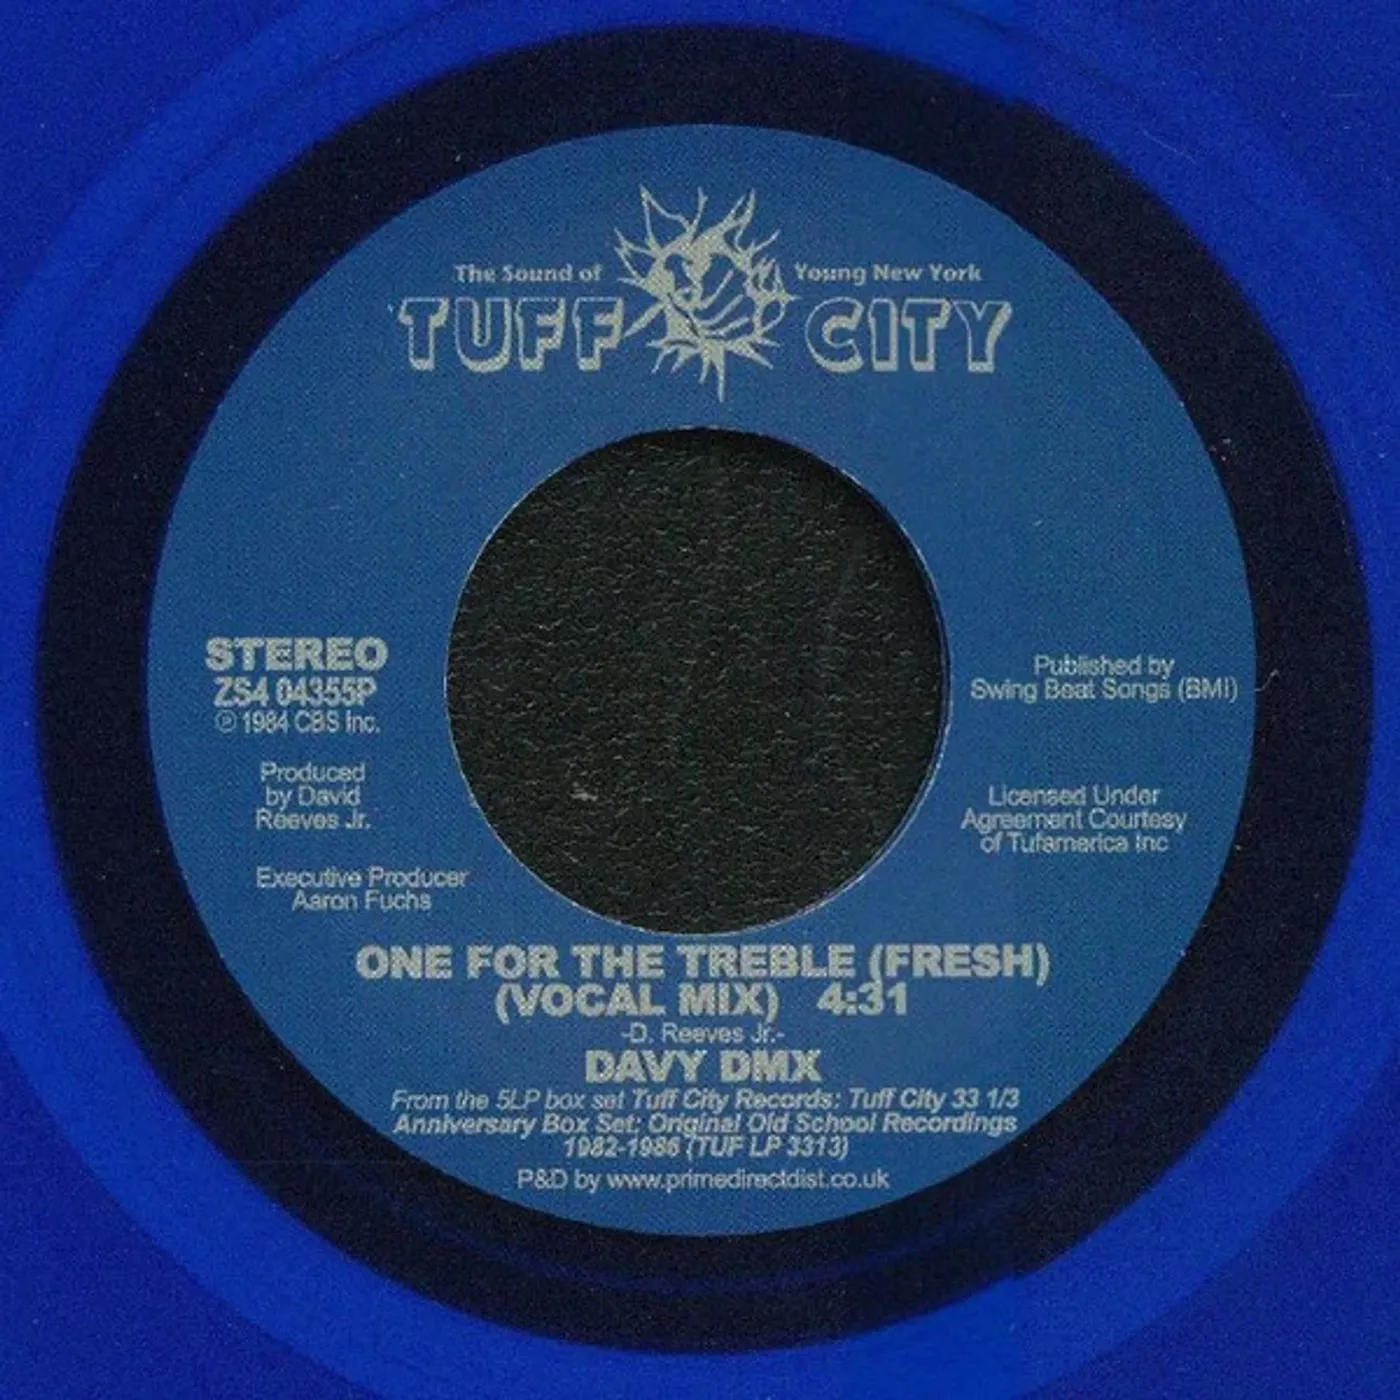 The Sound of Young New York
TUFF CITY
STEREO
ZS4 04355P
℗ 1984 CBS Inc.
Produced
by David
Reeves Jr.
Executive Producer
Aaron Fuchs
Published by
Swing Beat Songs (BMI)
Licensed Under
Agreement Courtesy
of Tufamerica Inc
ONE FOR THE TREBLE (FRESH)
(VOCAL MIX) 4:31
-D. Reeves Jr.-
DAVY DMX
From the 5LP box set Tuff City Records: Tuff City 33 1/3
Anniversary Box Set: Original Old School Recordings
1982-1986 (TUF LP 3313)
P&D by www.primedirectdist.co.uk